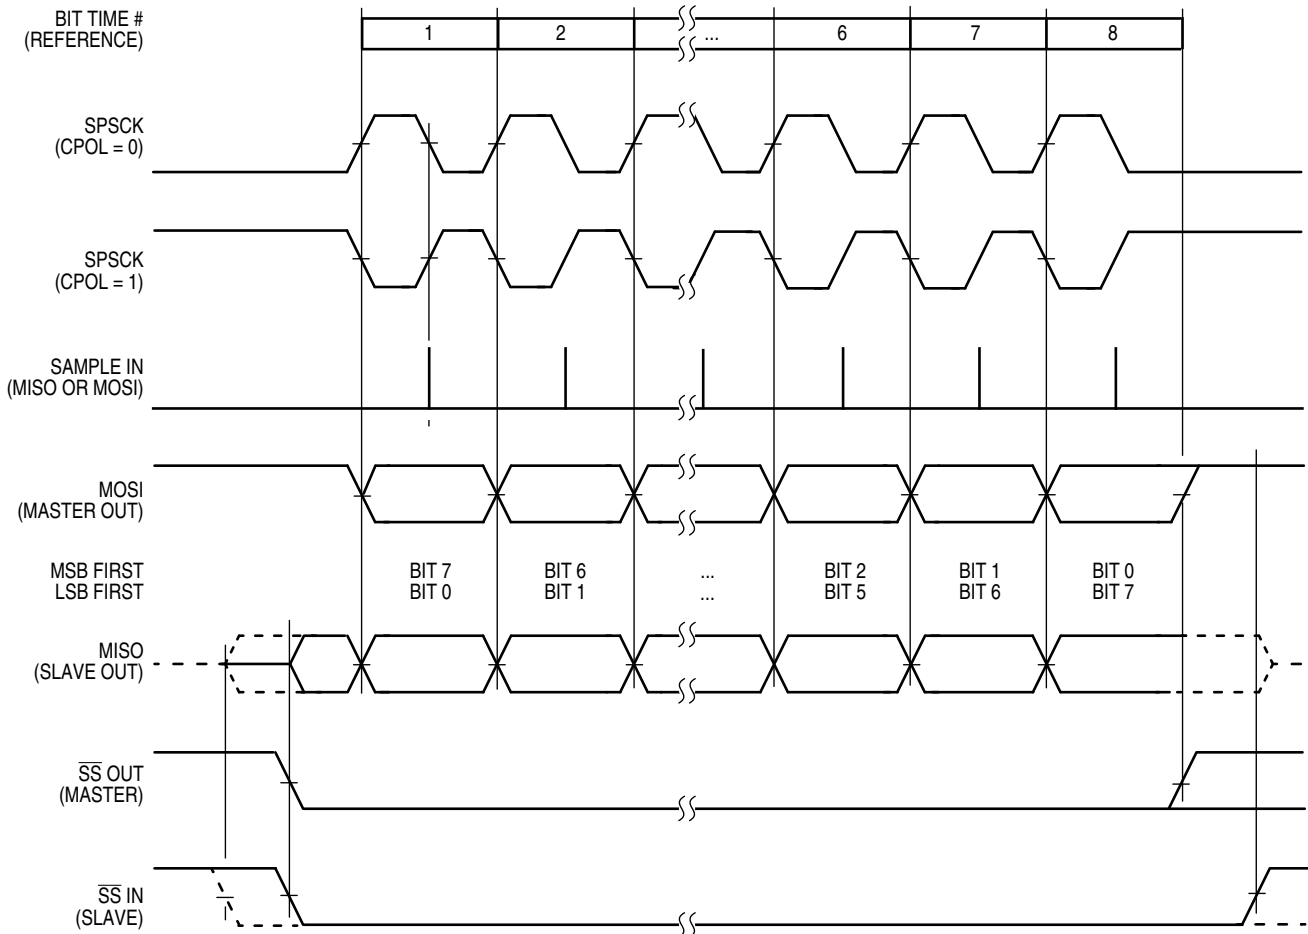 BIT TIME #
(REFERENCE)
1 2 ... 6 7 8
SPSCK
(CPOL = 0)
SPSCK
(CPOL = 1)
SAMPLE IN
(MISO OR MOSI)
MOSI
(MASTER OUT)
MSB FIRST BIT 7 BIT 6 ... BIT 2 BIT 1 BIT 0
LSB FIRST BIT 0 BIT 1 ... BIT 5 BIT 6 BIT 7
MISO
(SLAVE OUT)
S̅S̅ OUT
(MASTER)
S̅S̅ IN
(SLAVE)